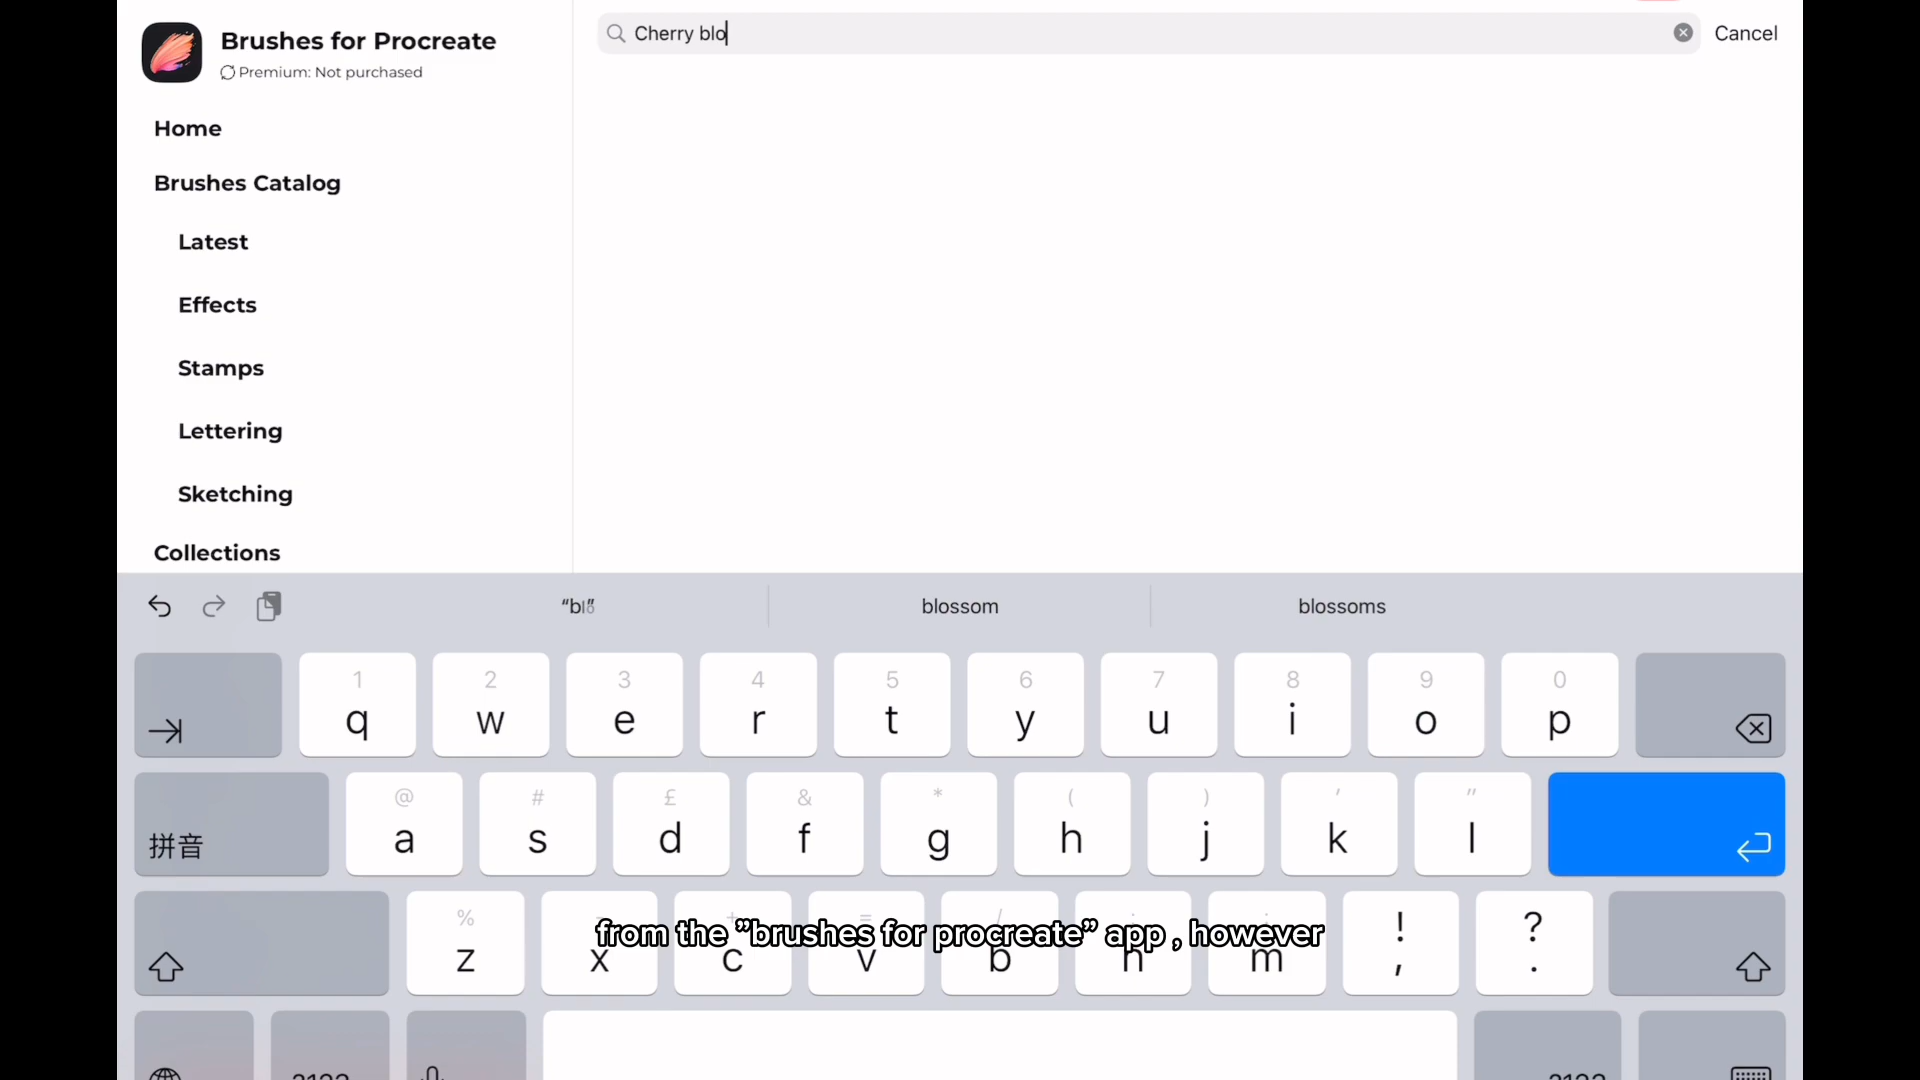 Brushes for Procreate
Premium: Not purchased
Cherry blo
Cancel
Home
Brushes Catalog
Latest
Effects
Stamps
Lettering
Sketching
Collections
blossom
blossoms
1 2 3 4 5 6 7 8 9 0
q w e r t y u i o p
@ # £ & * ( ) ' "
拼音 a s d f g h j k l
% ! ?
z x c v b n m , .
from the "brushes for procreate" app , however